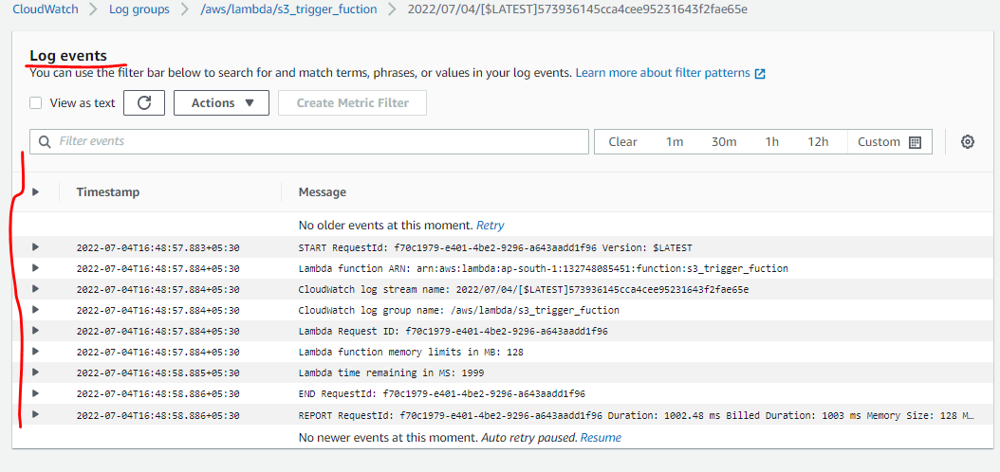 CloudWatch > Log groups > /aws/lambda/s3_trigger_fuction > 2022/07/04/[$LATEST]573936145cca4cee95231643f2fae65e
Log events
You can use the filter bar below to search for and match terms, phrases, or values in your log events. Learn more about filter patterns
View as text Actions Create Metric Filter
Filter events Clear 1m 30m 1h 12h Custom
Timestamp Message
No older events at this moment. Retry
2022-07-04T16:48:57.883+05:30 START RequestId: f70c1979-e401-4be2-9296-a643aadd1f96 Version: $LATEST
2022-07-04T16:48:57.884+05:30 Lambda function ARN: arn:aws:lambda:ap-south-1:132748085451:function:s3_trigger_fuction
2022-07-04T16:48:57.884+05:30 CloudWatch log stream name: 2022/07/04/[$LATEST]573936145cca4cee95231643f2fae65e
2022-07-04T16:48:57.884+05:30 CloudWatch log group name: /aws/lambda/s3_trigger_fuction
2022-07-04T16:48:57.884+05:30 Lambda Request ID: f70c1979-e401-4be2-9296-a643aadd1f96
2022-07-04T16:48:57.884+05:30 Lambda function memory limits in MB: 128
2022-07-04T16:48:58.885+05:30 Lambda time remaining in MS: 1999
2022-07-04T16:48:58.886+05:30 END RequestId: f70c1979-e401-4be2-9296-a643aadd1f96
2022-07-04T16:48:58.886+05:30 REPORT RequestId: f70c1979-e401-4be2-9296-a643aadd1f96 Duration: 1002.48 ms Billed Duration: 1003 ms Memory Size: 128 M…
No newer events at this moment. Auto retry paused. Resume